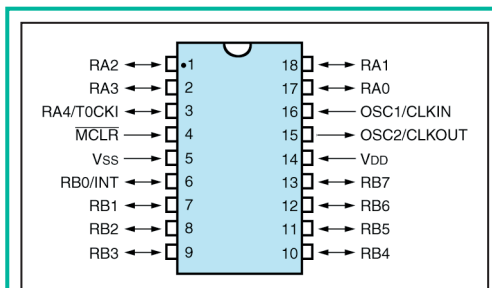 RA2 •1 18 RA1
RA3 2 17 RA0
RA4/T0CKI 3 16 OSC1/CLKIN
MCLR 4 15 OSC2/CLKOUT
VSS 5 14 VDD
RB0/INT 6 13 RB7
RB1 7 12 RB6
RB2 8 11 RB5
RB3 9 10 RB4